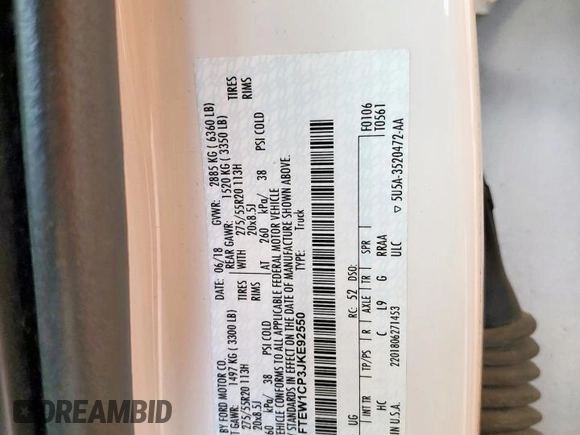 BY FORD MOTOR CO.
DATE: 06/18
GVWR: 2885 KG ( 6360 LB)
T GAWR: 1497 KG ( 3300 LB)
REAR GAWR: 1520 KG ( 3350 LB)
TIRES WITH 275/55R20 113H TIRES
RIMS 20x8.5J RIMS
AT 260 kPa/ 38 PSI COLD
275/55R20 113H
20x8.5J
60 kPa/ 38 PSI COLD
VEHICLE CONFORMS TO ALL APPLICABLE FEDERAL MOTOR VEHICLE
STANDARDS IN EFFECT ON THE DATE OF MANUFACTURE SHOWN ABOVE.
FTEW1CP3JKE92550 TYPE: Truck
F0106
T0561
UG RC: 52 DSO:
INTTR TP/PS R AXLE TR SPR
HC C L9 G RRAA
N U.S.A. 2201806271453 ULC
▽ 5U5A-3520472-AA
DREAMBID